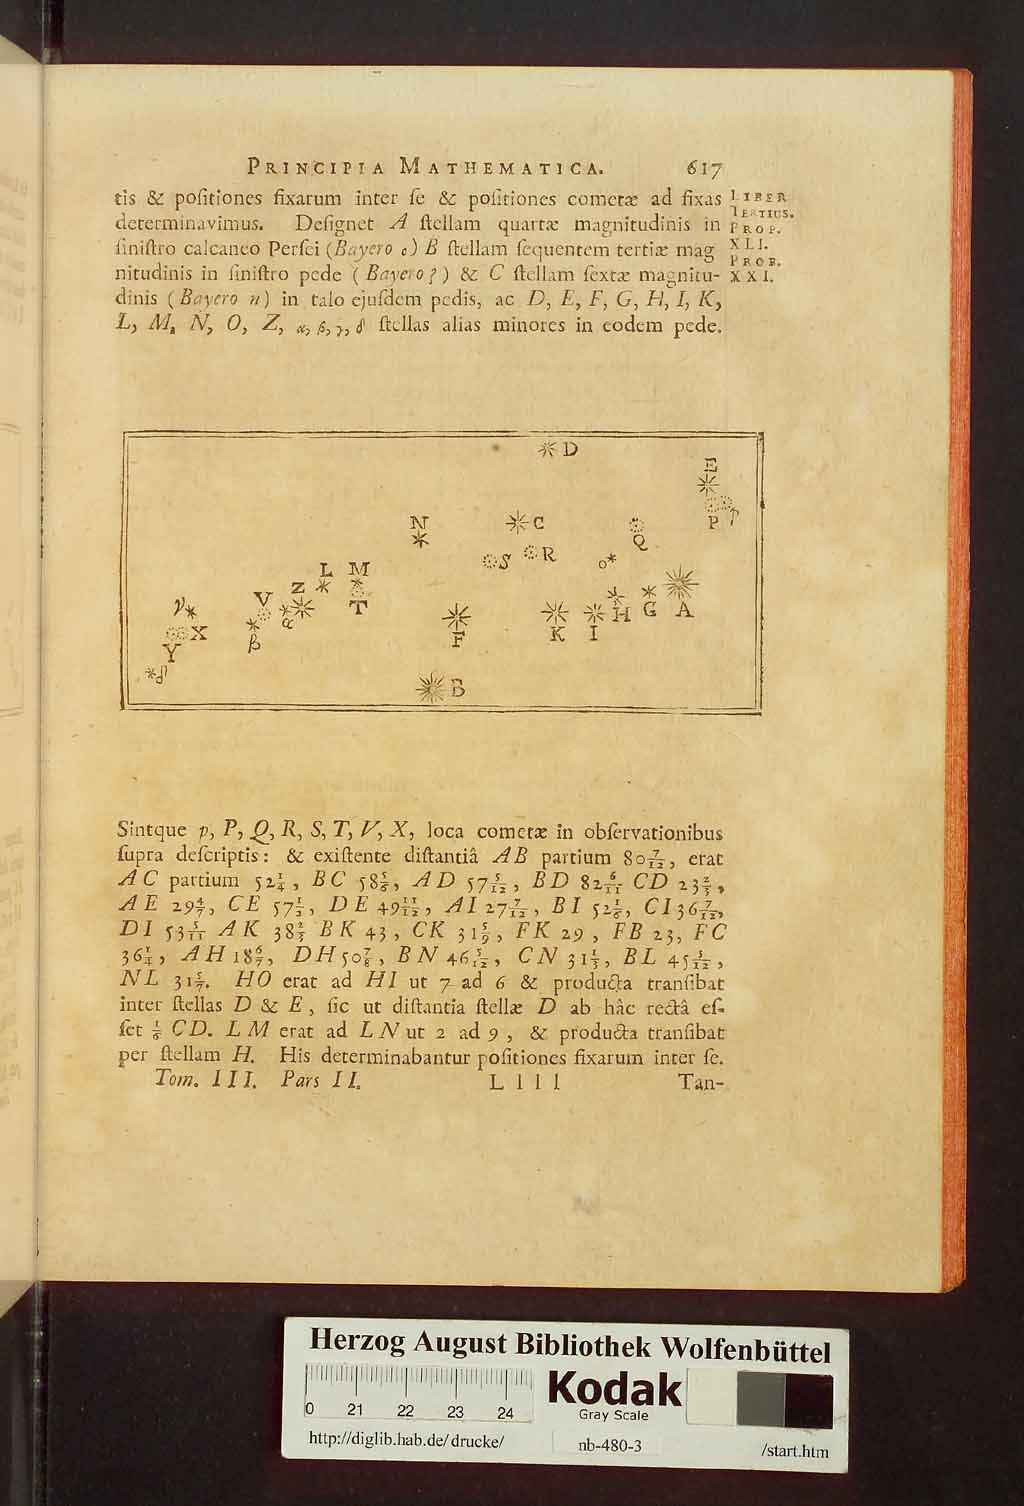 PRINCIPIA MATHEMATICA. 617
tis & poſitiones fixarum inter ſe & poſitiones cometæ ad fixas
determinavimus. Deſignet A ſtellam quartæ magnitudinis in
ſiniſtro calcaneo Perſei (Bayero o) B ſtellam ſequentem tertiæ mag
nitudinis in ſiniſtro pede (Bayero ζ) & C ſtellam ſextæ magnitu-
dinis (Bayero n) in talo ejuſdem pedis, ac D, E, F, G, H, I, K,
L, M, N, O, Z, α, β, γ, δ ſtellas alias minores in eodem pede.
LIBER
TERTIUS.
PROP.
XLI.
PROB.
XXI.
D
E
P p
N
C
Q
S
R
o
L
M
Z
V
T
α
β
γ
X
Y
δ
F
K
I
H
G
A
B
Sintque p, P, Q, R, S, T, V, X, loca cometæ in obſervationibus
ſupra deſcriptis: & exiſtente diſtantiâ AB partium 80 7/12, erat
AC partium 52 1/4, BC 58 5/6, AD 57 5/12, BD 82 6/11 CD 23 2/3,
AE 29 4/7, CE 57 1/2, DE 49 11/12, AI 27 7/12, BI 52 1/6, CI 36 7/12,
DI 53 5/11 AK 38 2/3 BK 43, CK 31 5/9, FK 29, FB 23, FC
36 1/4, AH 18 6/7, DH 50 7/8, BN 46 5/12, CN 31 1/3, BL 45 5/12,
NL 31 5/7. HO erat ad HI ut 7 ad 6 & producta tranſibat
inter ſtellas D & E, ſic ut diſtantia ſtellæ D ab hâc rectâ eſ-
ſet 1/6 CD. LM erat ad LN ut 2 ad 9, & producta tranſibat
per ſtellam H. His determinabantur poſitiones fixarum inter ſe.
Tom. III. Pars II. Llll Tan-
Herzog August Bibliothek Wolfenbüttel
0 21 22 23 24
Kodak
Gray Scale
http://diglib.hab.de/drucke/ nb-480-3 /start.htm